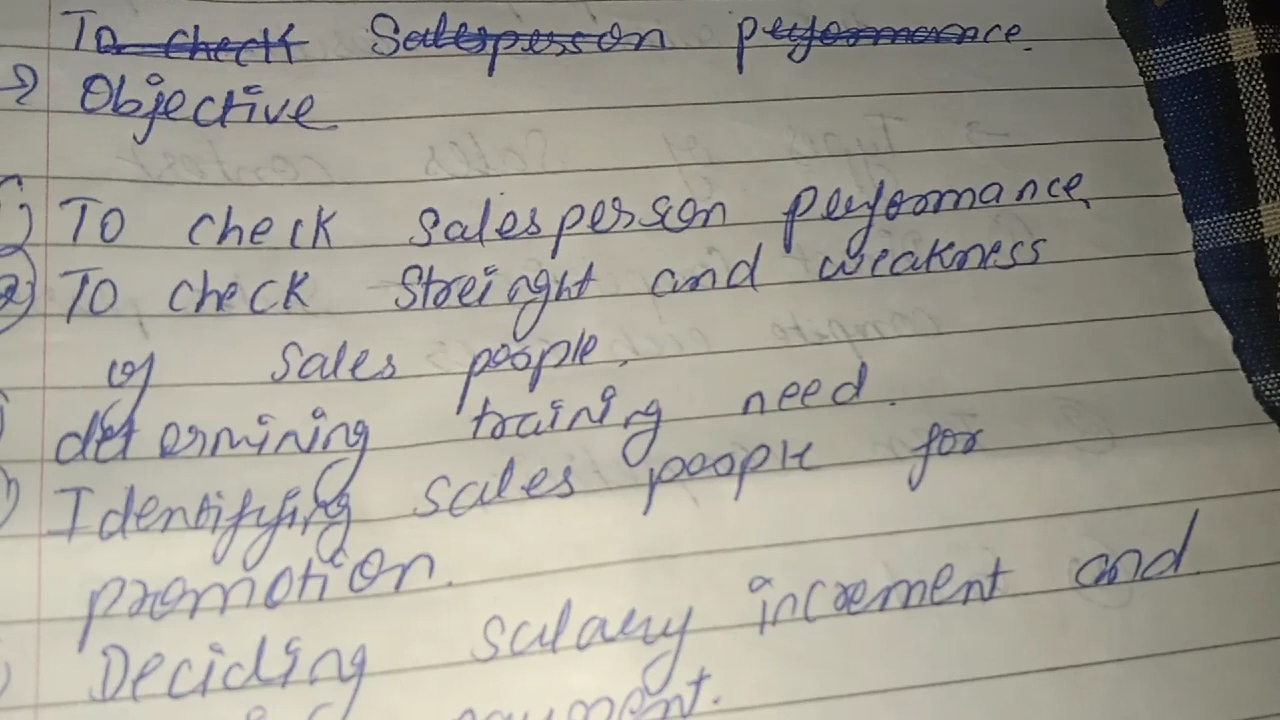 To check Salesperson performance.
→ Objective
1) To check salesperson performance
2) To check streinght and weakness
of sales people.
determining training need.
Identifying sales people for
promotion.
Deciding salary increment and